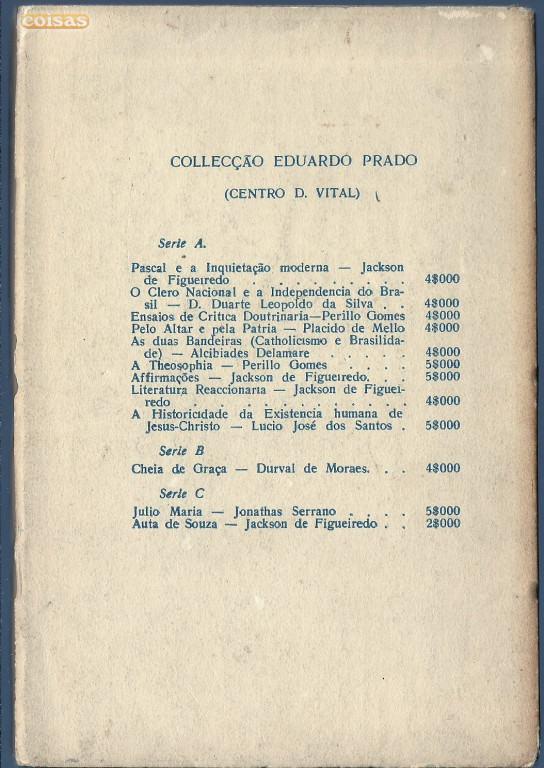 coisas
COLLECÇÃO EDUARDO PRADO
(CENTRO D. VITAL)
Serie A.
Pascal e a Inquietação moderna — Jackson
de Figueiredo . . . . . . . . 4$000
O Clero Nacional e a Independencia do Bra-
sil — D. Duarte Leopoldo da Silva . . 4$000
Ensaios de Critica Doutrinaria—Perillo Gomes 4$000
Pelo Altar e pela Patria — Placido de Mello 4$000
As duas Bandeiras (Catholicismo e Brasilida-
de) — Alcibiades Delamare . . . . . 4$000
A Theosophia — Perillo Gomes . . . . 5$000
Affirmações — Jackson de Figueiredo. . . 5$000
Literatura Reaccionaria — Jackson de Figuei-
redo . . . . . . . . . . 4$000
A Historicidade da Existencia humana de
Jesus-Christo — Lucio José dos Santos . 5$000
Serie B
Cheia de Graça — Durval de Moraes. . . 4$000
Serie C
Julio Maria — Jonathas Serrano . . . . 5$000
Auta de Souza — Jackson de Figueiredo . . 2$000